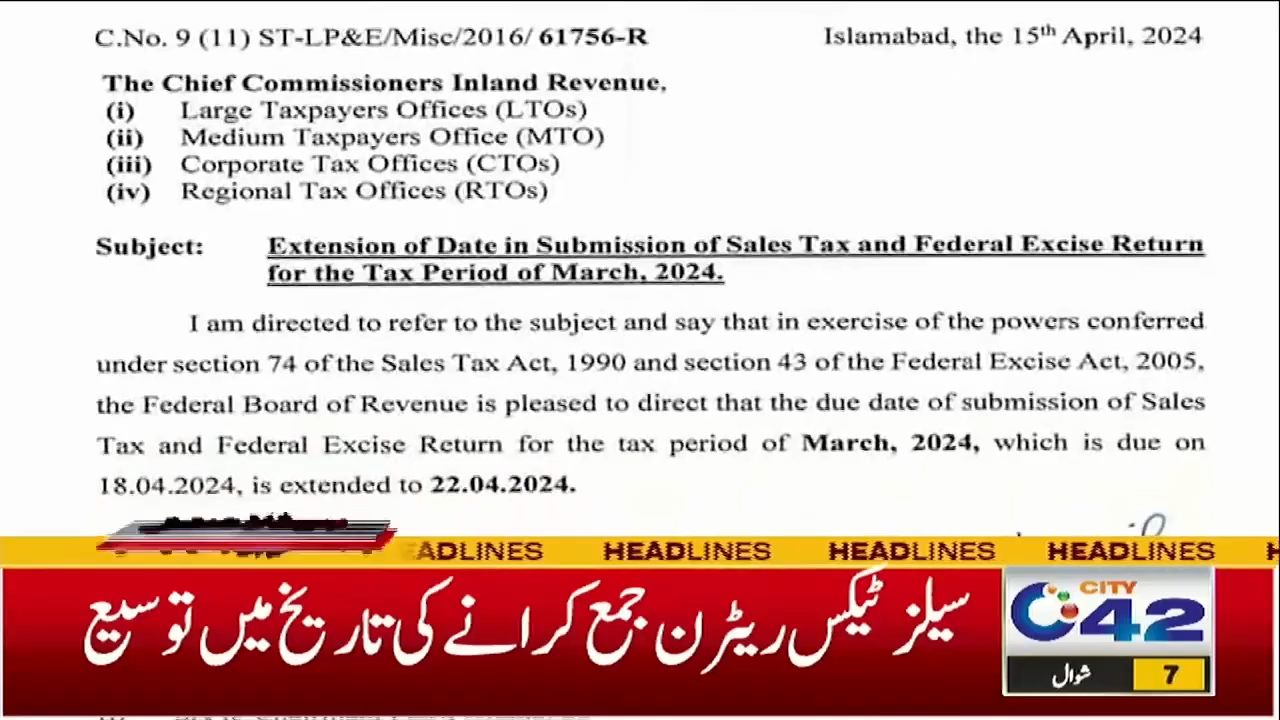 C.No. 9 (11) ST-LP&E/Misc/2016/ 61756-R
Islamabad, the 15th April, 2024
The Chief Commissioners Inland Revenue,
(i) Large Taxpayers Offices (LTOs)
(ii) Medium Taxpayers Office (MTO)
(iii) Corporate Tax Offices (CTOs)
(iv) Regional Tax Offices (RTOs)
Subject: Extension of Date in Submission of Sales Tax and Federal Excise Return
for the Tax Period of March, 2024.
I am directed to refer to the subject and say that in exercise of the powers conferred
under section 74 of the Sales Tax Act, 1990 and section 43 of the Federal Excise Act, 2005,
the Federal Board of Revenue is pleased to direct that the due date of submission of Sales
Tax and Federal Excise Return for the tax period of March, 2024, which is due on
18.04.2024, is extended to 22.04.2024.
ADLINES HEADLINES HEADLINES HEADLINES
سیلز ٹیکس ریٹرن جمع کرانے کی تاریخ میں توسیع
CITY
42
7 شوال